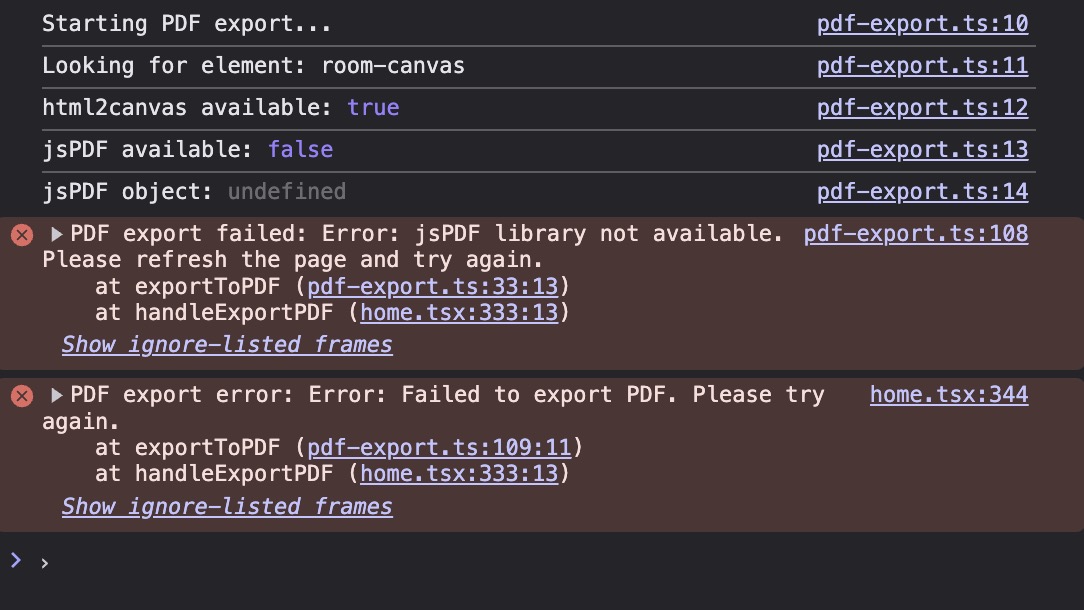 Starting PDF export... pdf-export.ts:10
Looking for element: room-canvas pdf-export.ts:11
html2canvas available: true pdf-export.ts:12
jsPDF available: false pdf-export.ts:13
jsPDF object: undefined pdf-export.ts:14
▶PDF export failed: Error: jsPDF library not available. pdf-export.ts:108
Please refresh the page and try again.
at exportToPDF (pdf-export.ts:33:13)
at handleExportPDF (home.tsx:333:13)
Show ignore-listed frames
▶PDF export error: Error: Failed to export PDF. Please try home.tsx:344
again.
at exportToPDF (pdf-export.ts:109:11)
at handleExportPDF (home.tsx:333:13)
Show ignore-listed frames
> ›